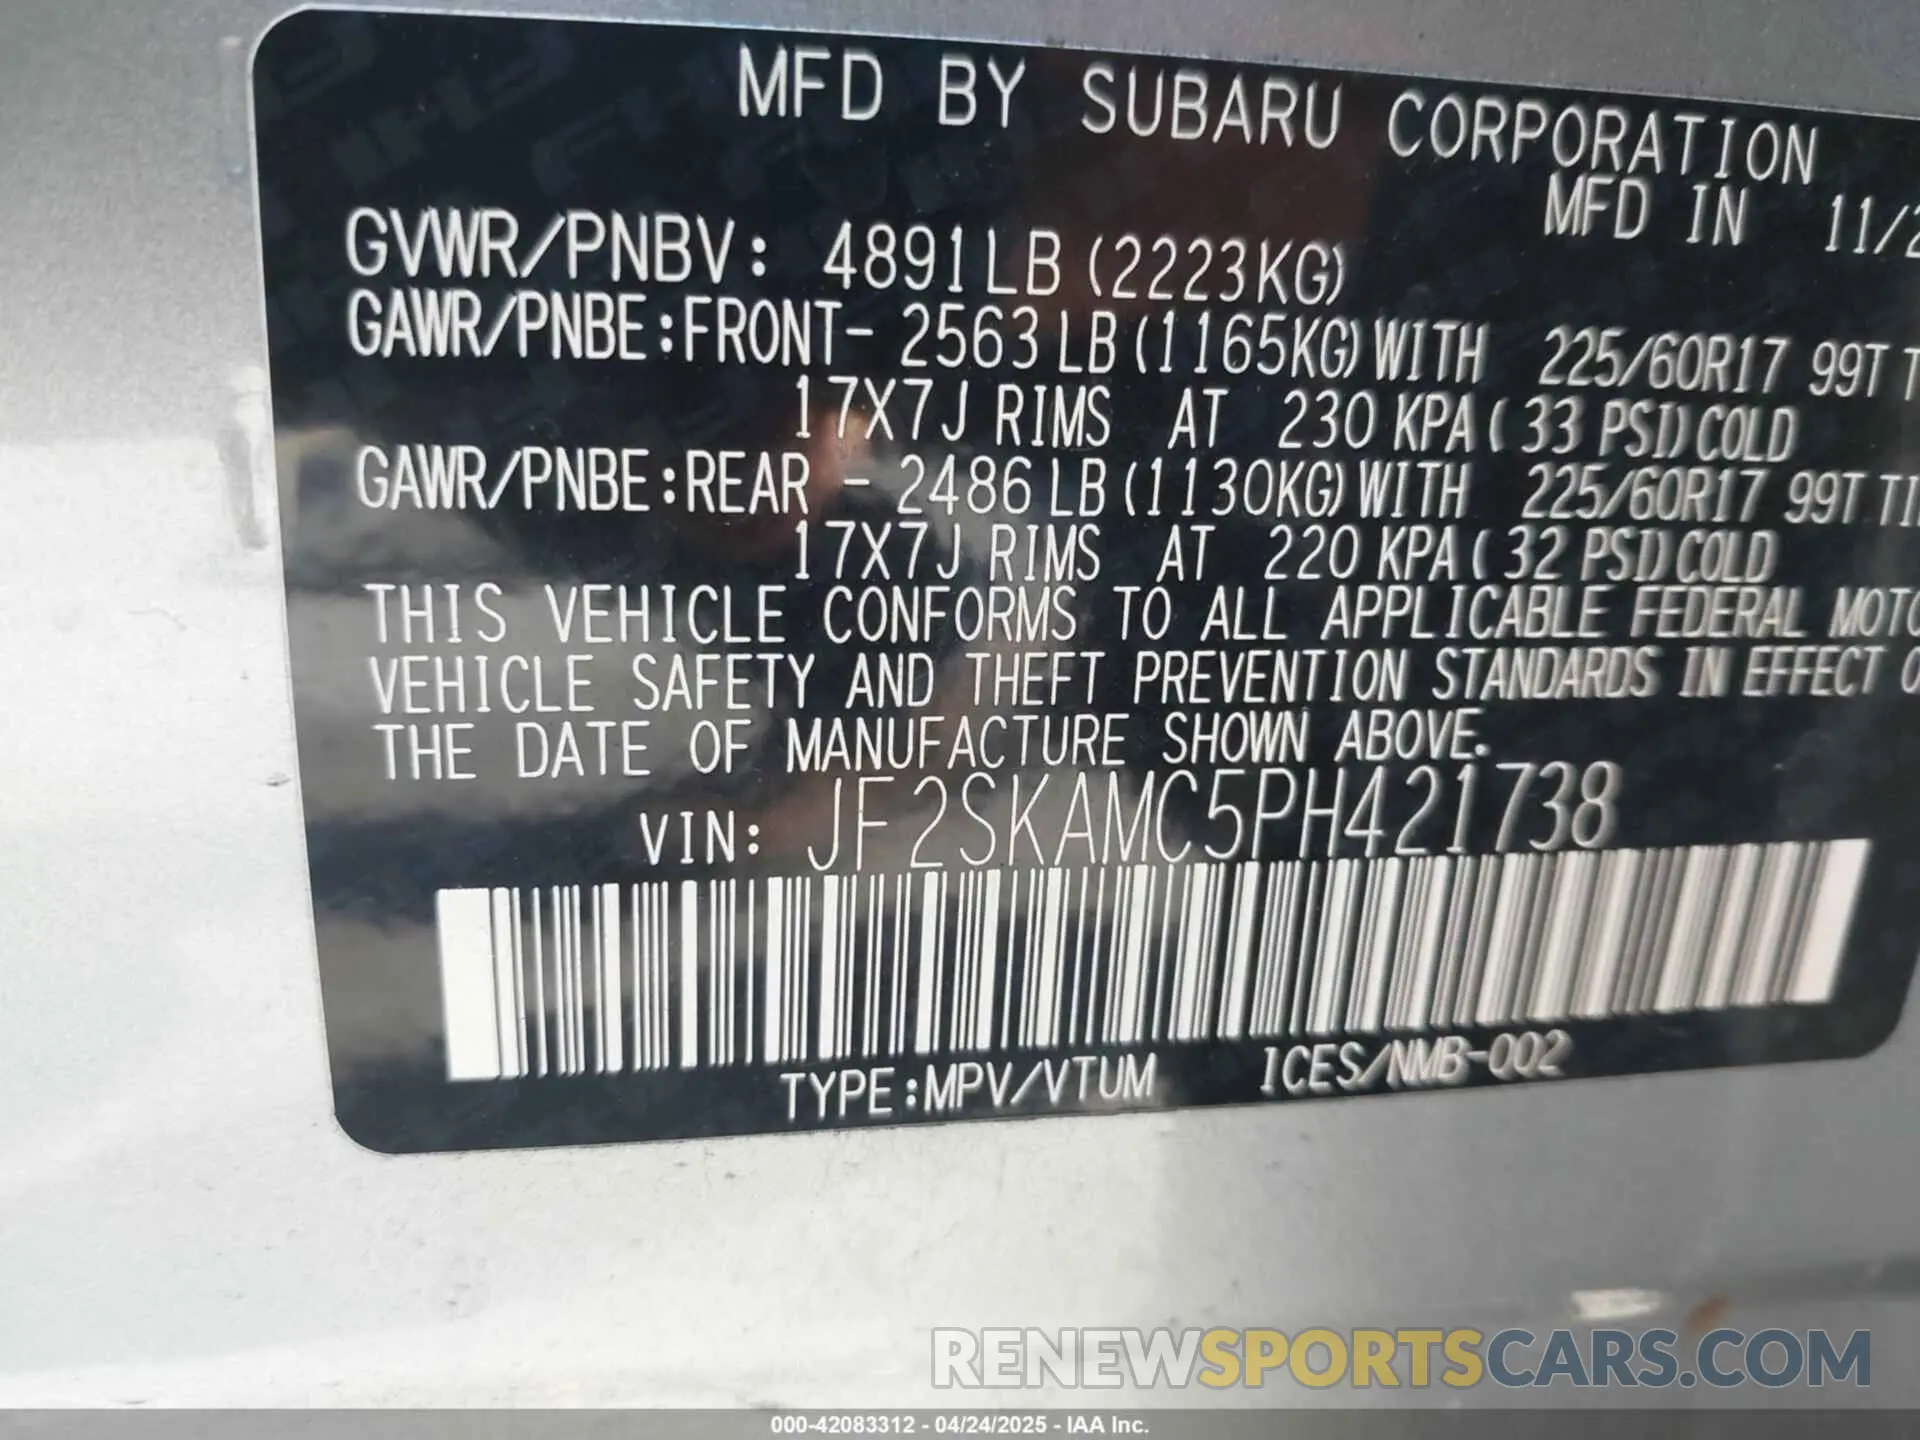 MFD BY SUBARU CORPORATION
MFD IN 11/2
GVWR/PNBV: 4891LB (2223KG)
GAWR/PNBE:FRONT- 2563LB(1165KG)WITH 225/60R17 99T T
17X7J RIMS AT 230 KPA( 33 PSI)COLD
GAWR/PNBE:REAR - 2486LB(1130KG)WITH 225/60R17 99T TI
17X7J RIMS AT 220 KPA( 32 PSI)COLD
THIS VEHICLE CONFORMS TO ALL APPLICABLE FEDERAL MOTO
VEHICLE SAFETY AND THEFT PREVENTION STANDARDS IN EFFECT O
THE DATE OF MANUFACTURE SHOWN ABOVE.
VIN: JF2SKAMC5PH421738
TYPE:MPV/VTUM ICES/NMB-002
RENEWSPORTSCARS.COM
000-42083312 - 04/24/2025 - IAA Inc.